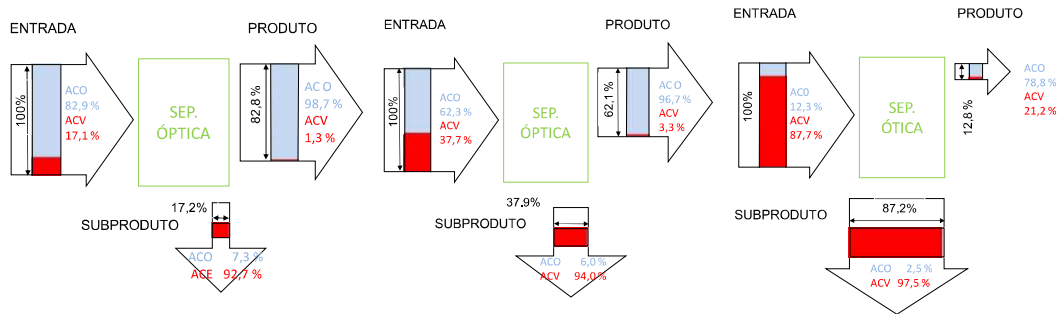 ENTRADA
100%
ACO
82,9 %
ACV
17,1 %
SEP.
ÓPTICA
PRODUTO
82,8%
AC O
98,7 %
ACV
1,3 %
17,2%
SUBPRODUTO
ACO 7,3 %
ACE 92,7 %
ENTRADA
100%
ACO
62,3 %
ACV
37,7 %
SEP.
ÓPTICA
PRODUTO
62,1 %
AC O
96,7 %
ACV
3,3 %
37,9%
SUBPRODUTO
ACO 6,0 %
ACV 94,0 %
ENTRADA
100%
ACO
12,3 %
ACV
87,7 %
SEP.
ÓTICA
PRODUTO
12,8 %
ACO
78,8 %
ACV
21,2 %
SUBPRODUTO
87,2%
ACO 2,5 %
ACV 97,5 %